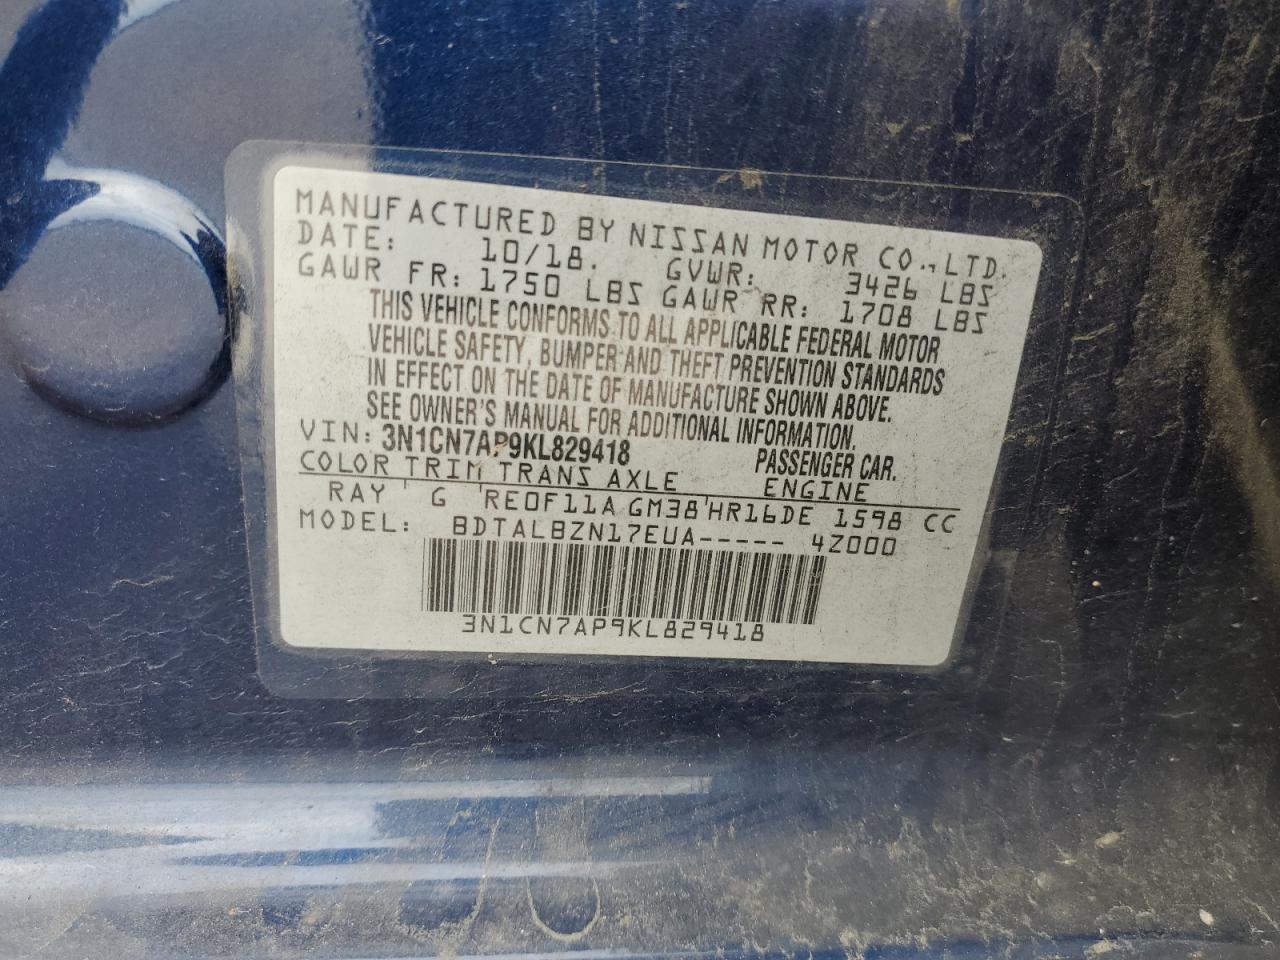 MANUFACTURED BY NISSAN MOTOR CO., LTD.
DATE: 10/18. GVWR: 3426 LBS
GAWR FR: 1750 LBS GAWR RR: 1708 LBS
THIS VEHICLE CONFORMS TO ALL APPLICABLE FEDERAL MOTOR
VEHICLE SAFETY, BUMPER AND THEFT PREVENTION STANDARDS
IN EFFECT ON THE DATE OF MANUFACTURE SHOWN ABOVE.
SEE OWNER'S MANUAL FOR ADDITIONAL INFORMATION.
VIN: 3N1CN7AP9KL829418 PASSENGER CAR.
COLOR TRIM TRANS AXLE ENGINE
RAY ' G ' RE0F11A GM38 ' HR16DE 1598 CC
MODEL: BDTALBZN17EUA----- 4Z000
3N1CN7AP9KL829418